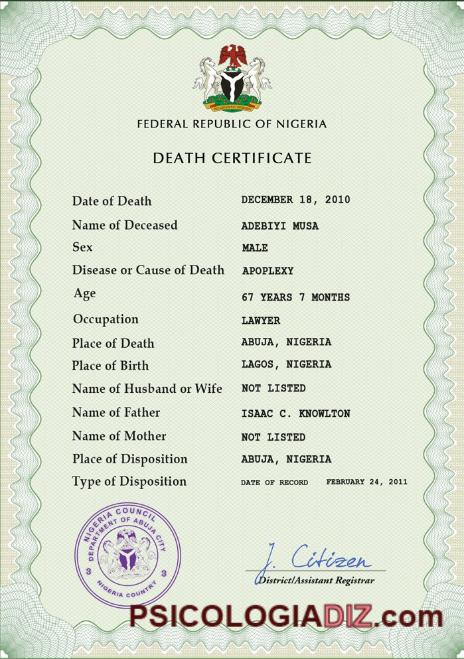 FEDERAL REPUBLIC OF NIGERIA
DEATH CERTIFICATE
Date of Death DECEMBER 18, 2010
Name of Deceased ADEBIYI MUSA
Sex MALE
Disease or Cause of Death APOPLEXY
Age 67 YEARS 7 MONTHS
Occupation LAWYER
Place of Death ABUJA, NIGERIA
Place of Birth LAGOS, NIGERIA
Name of Husband or Wife NOT LISTED
Name of Father ISAAC C. KNOWLTON
Name of Mother NOT LISTED
Place of Disposition ABUJA, NIGERIA
Type of Disposition DATE OF RECORD FEBRUARY 24, 2011
NIGERIA COUNCIL
DEPARTMENT OF ABUJA CITY
3 3
NIGERIA COUNTRY
J. Citizen
District/Assistant Registrar
PSICOLOGIADIZ.com